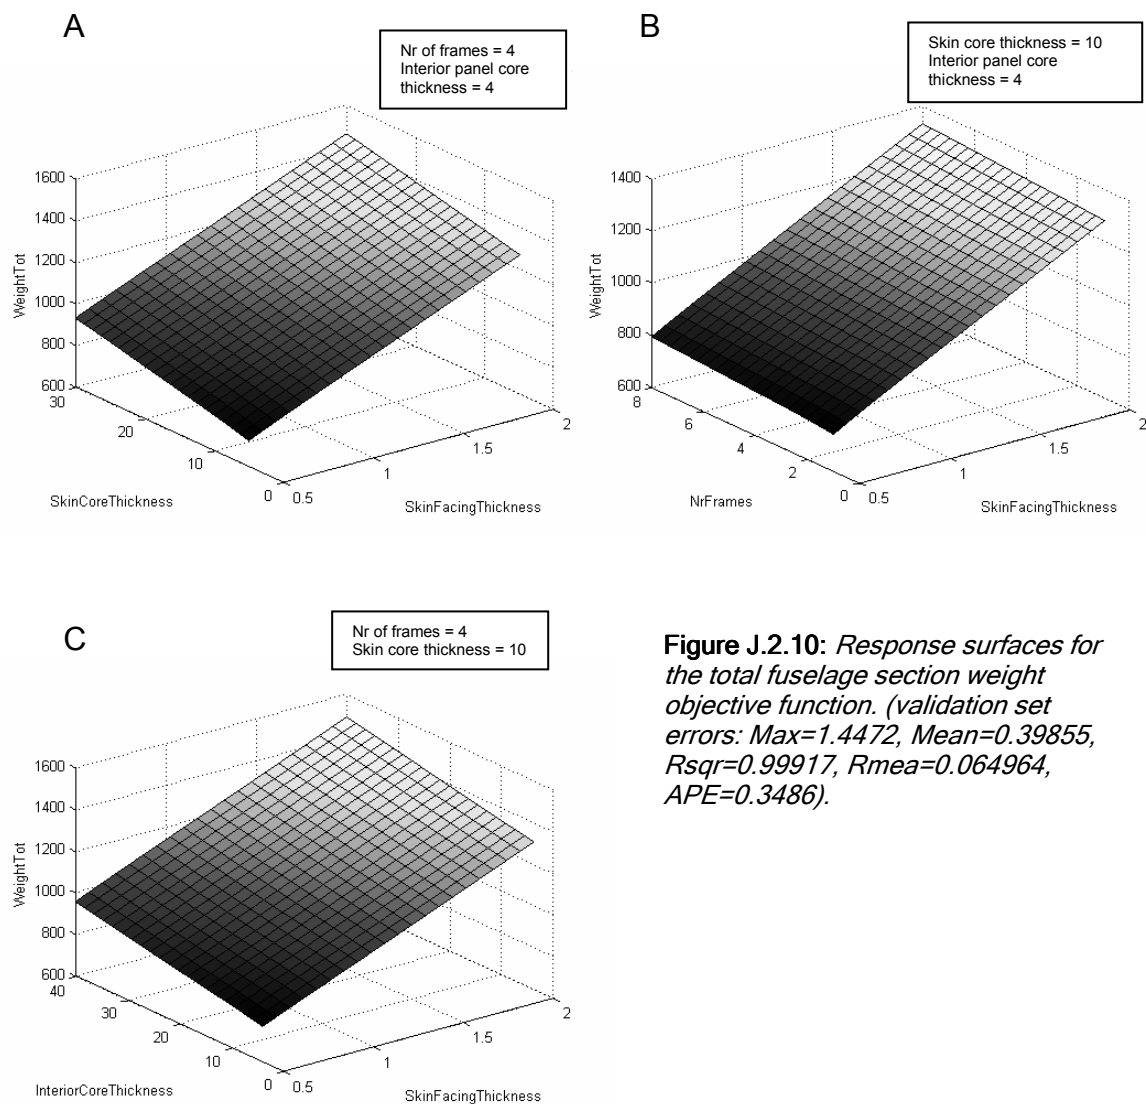 A
Nr of frames = 4
Interior panel core
thickness = 4
1600
1400
1200
1000
800
600
WeightTot
30
20
10
0
SkinCoreThickness
0.5
1
1.5
2
SkinFacingThickness
B
Skin core thickness = 10
Interior panel core
thickness = 4
1400
1200
1000
800
600
WeightTot
8
6
4
2
0
NrFrames
0.5
1
1.5
2
SkinFacingThickness
C
Nr of frames = 4
Skin core thickness = 10
1600
1400
1200
1000
800
600
WeightTot
40
30
20
10
0
InteriorCoreThickness
0.5
1
1.5
2
SkinFacingThickness
Figure J.2.10: Response surfaces for
the total fuselage section weight
objective function. (validation set
errors: Max=1.4472, Mean=0.39855,
Rsqr=0.99917, Rmea=0.064964,
APE=0.3486).